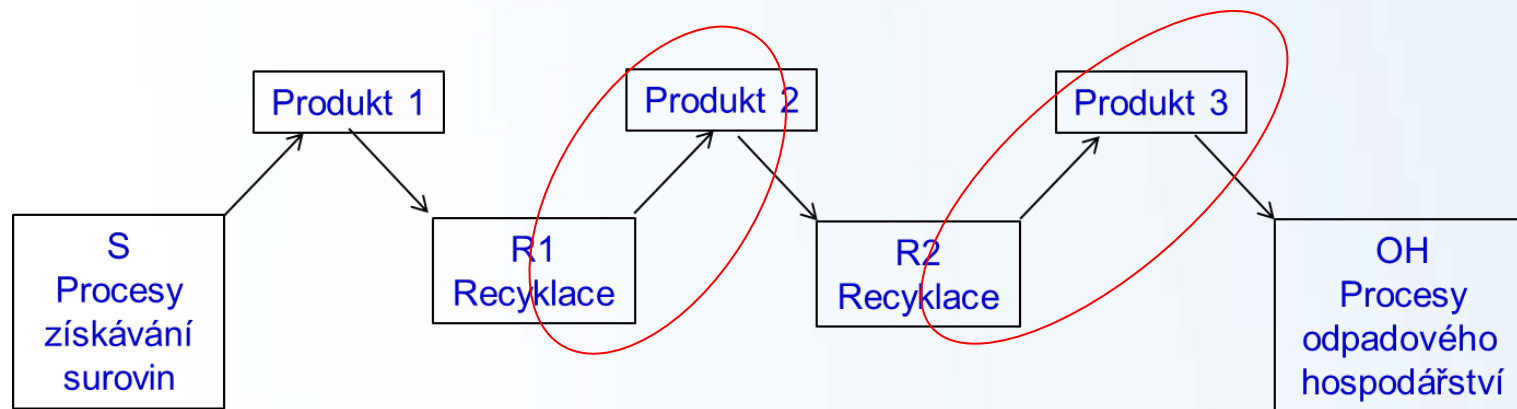 Produkt 1
Produkt 2
Produkt 3
S
Procesy
získávání
surovin
R1
Recyklace
R2
Recyklace
OH
Procesy
odpadového
hospodářství